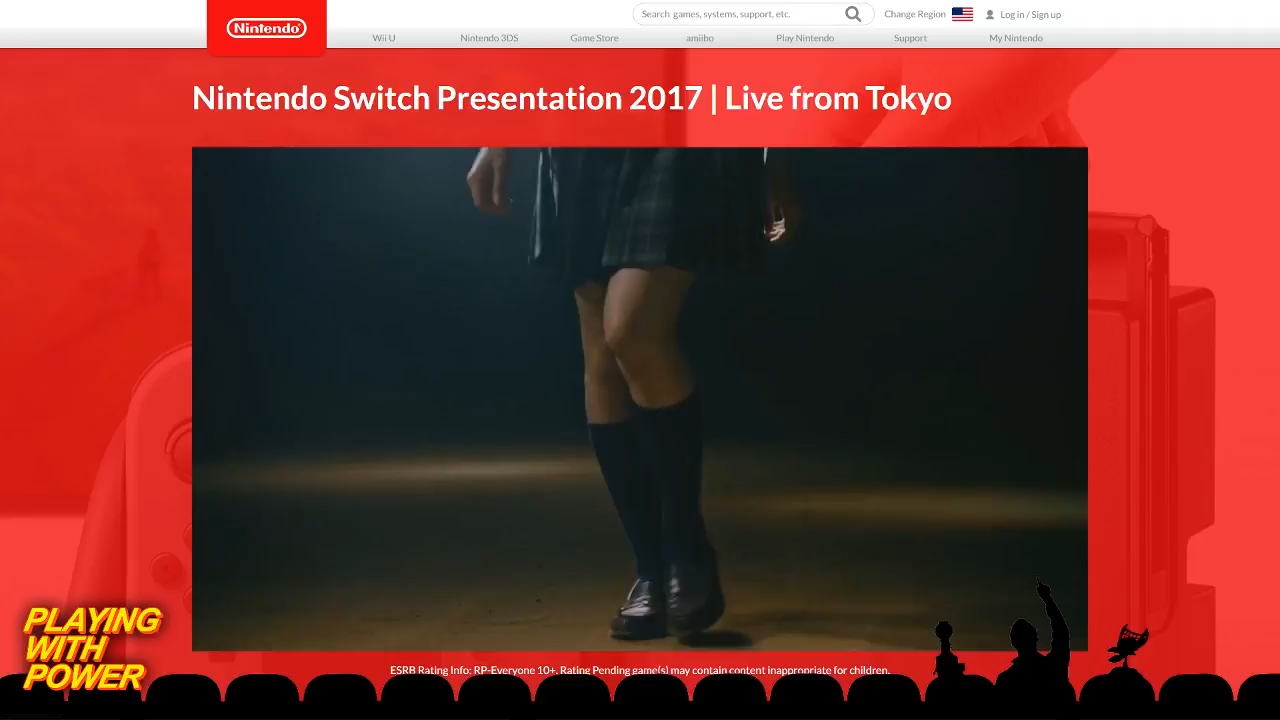 Nintendo
Search games, systems, support, etc.
Change Region
Log in / Sign up
Wii U
Nintendo 3DS
Game Store
amiibo
Play Nintendo
Support
My Nintendo
Nintendo Switch Presentation 2017 | Live from Tokyo
PLAYING
WITH
POWER
ESRB Rating Info: RP-Everyone 10+, Rating Pending game(s) may contain content inappropriate for children.